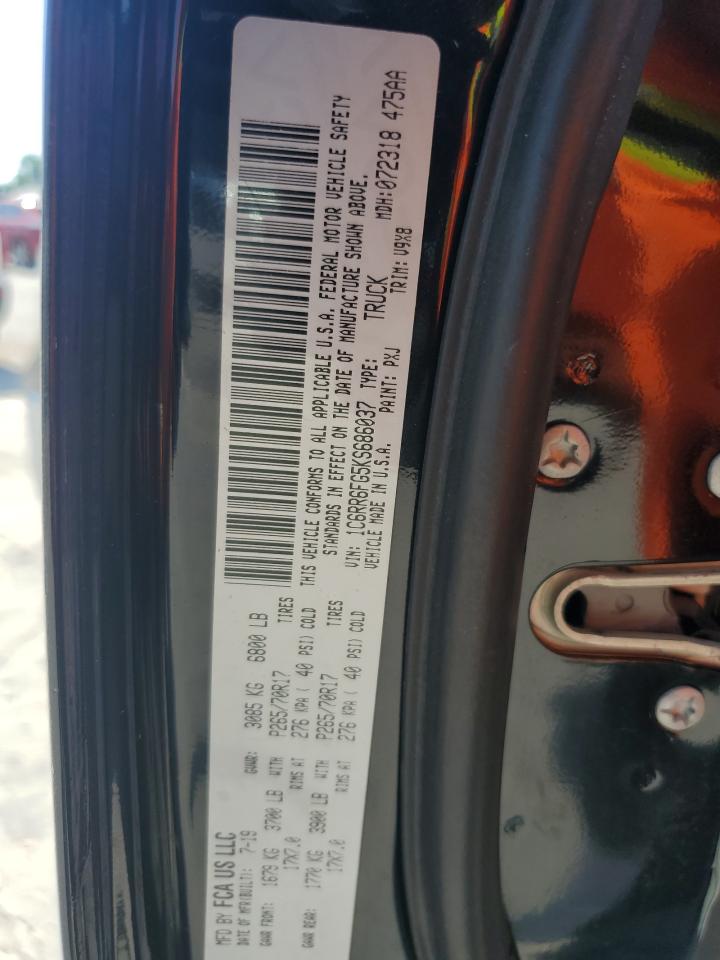 MFD BY FCA US LLC
DATE OF MFR(BUILT): 7-19 GVWR: 3085 KG 6800 LB
GAWR FRONT: 1679 KG 3700 LB WITH P265/70R17 TIRES
17X7.0 RIMS AT 276 KPA ( 40 PSI) COLD
GAWR REAR: 1770 KG 3900 LB WITH P265/70R17 TIRES
17X7.0 RIMS AT 276 KPA ( 40 PSI) COLD
THIS VEHICLE CONFORMS TO ALL APPLICABLE U.S.A. FEDERAL MOTOR VEHICLE SAFETY
STANDARDS IN EFFECT ON THE DATE OF MANUFACTURE SHOWN ABOVE.
VIN: 1C6RR6FG5KS686037 TYPE: TRUCK MDH:072318 475AA
VEHICLE MADE IN U.S.A. PAINT: PXJ TRIM: V9X8